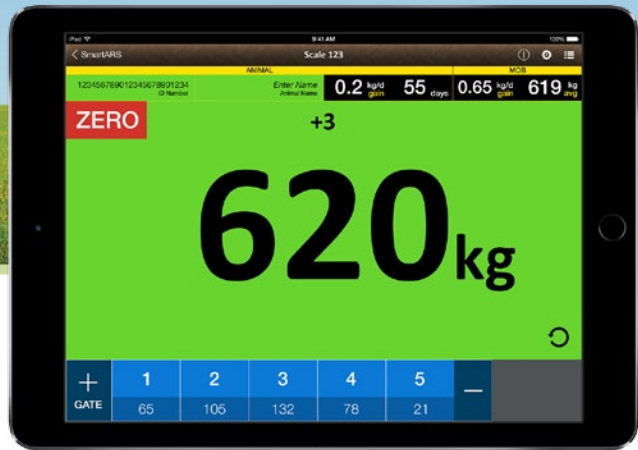 iPad
9:41 AM
100%
SmartARS
Scale 123
ANIMAL
MOB
123456789012345678901234
ID Number
Enter Name
Animal Name
0.2 kg/d gain
55 days
0.65 kg/d gain
619 kg avg
ZERO
+3
620kg
+ 1 2 3 4 5 –
GATE 65 105 132 78 21